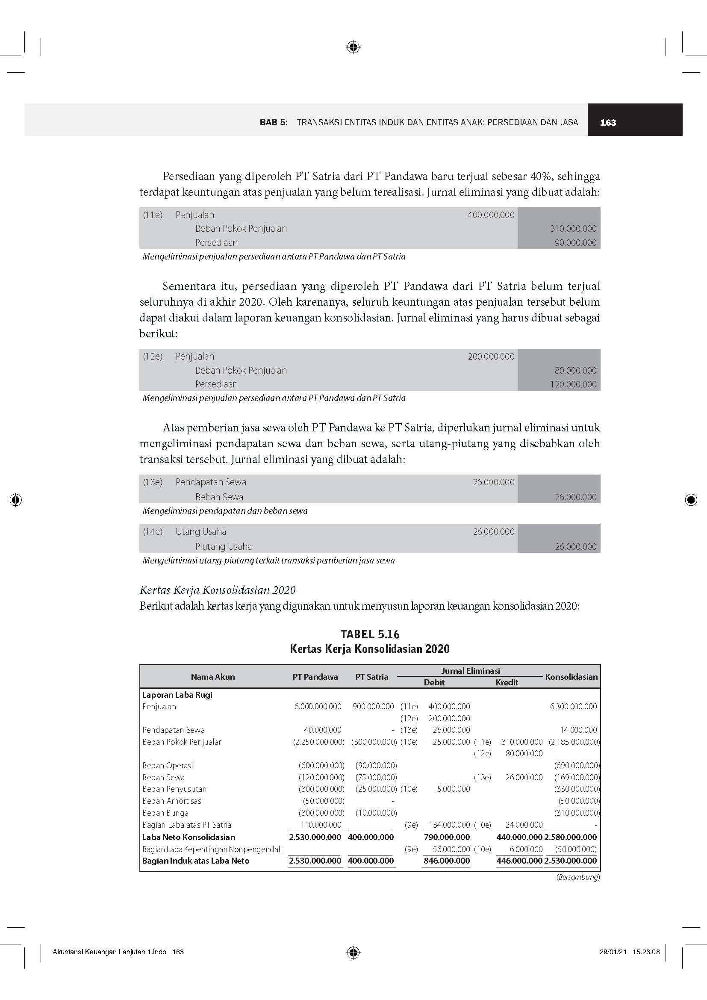 BAB 5: TRANSAKSI ENTITAS INDUK DAN ENTITAS ANAK: PERSEDIAAN DAN JASA 163
Persediaan yang diperoleh PT Satria dari PT Pandawa baru terjual sebesar 40%, sehingga
terdapat keuntungan atas penjualan yang belum terealisasi. Jurnal eliminasi yang dibuat adalah:
(11e) Penjualan 400.000.000
Beban Pokok Penjualan 310.000.000
Persediaan 90.000.000
Mengeliminasi penjualan persediaan antara PT Pandawa dan PT Satria
Sementara itu, persediaan yang diperoleh PT Pandawa dari PT Satria belum terjual
seluruhnya di akhir 2020. Oleh karenanya, seluruh keuntungan atas penjualan tersebut belum
dapat diakui dalam laporan keuangan konsolidasian. Jurnal eliminasi yang harus dibuat sebagai
berikut:
(12e) Penjualan 200.000.000
Beban Pokok Penjualan 80.000.000
Persediaan 120.000.000
Mengeliminasi penjualan persediaan antara PT Pandawa dan PT Satria
Atas pemberian jasa sewa oleh PT Pandawa ke PT Satria, diperlukan jurnal eliminasi untuk
mengeliminasi pendapatan sewa dan beban sewa, serta utang-piutang yang disebabkan oleh
transaksi tersebut. Jurnal eliminasi yang dibuat adalah:
(13e) Pendapatan Sewa 26.000.000
Beban Sewa 26.000.000
Mengeliminasi pendapatan dan beban sewa
(14e) Utang Usaha 26.000.000
Piutang Usaha 26.000.000
Mengeliminasi utang-piutang terkait transaksi pemberian jasa sewa
Kertas Kerja Konsolidasian 2020
Berikut adalah kertas kerja yang digunakan untuk menyusun laporan keuangan konsolidasian 2020:
TABEL 5.16
Kertas Kerja Konsolidasian 2020
Nama Akun PT Pandawa PT Satria Jurnal Eliminasi Konsolidasian
Debit Kredit
Laporan Laba Rugi
Penjualan 6.000.000.000 900.000.000 (11e) 400.000.000 6.300.000.000
(12e) 200.000.000
Pendapatan Sewa 40.000.000 - (13e) 26.000.000 14.000.000
Beban Pokok Penjualan (2.250.000.000) (300.000.000) (10e) 25.000.000 (11e) 310.000.000 (2.185.000.000)
(12e) 80.000.000
Beban Operasi (600.000.000) (90.000.000) (690.000.000)
Beban Sewa (120.000.000) (75.000.000) (13e) 26.000.000 (169.000.000)
Beban Penyusutan (300.000.000) (25.000.000) (10e) 5.000.000 (330.000.000)
Beban Amortisasi (50.000.000) - (50.000.000)
Beban Bunga (300.000.000) (10.000.000) (310.000.000)
Bagian Laba atas PT Satria 110.000.000 (9e) 134.000.000 (10e) 24.000.000 -
Laba Neto Konsolidasian 2.530.000.000 400.000.000 790.000.000 440.000.000 2.580.000.000
Bagian Laba Kepentingan Nonpengendali (9e) 56.000.000 (10e) 6.000.000 (50.000.000)
Bagian Induk atas Laba Neto 2.530.000.000 400.000.000 846.000.000 446.000.000 2.530.000.000
(Bersambung)
Akuntansi Keuangan Lanjutan 1.indb 163 29/01/21 15:23:08